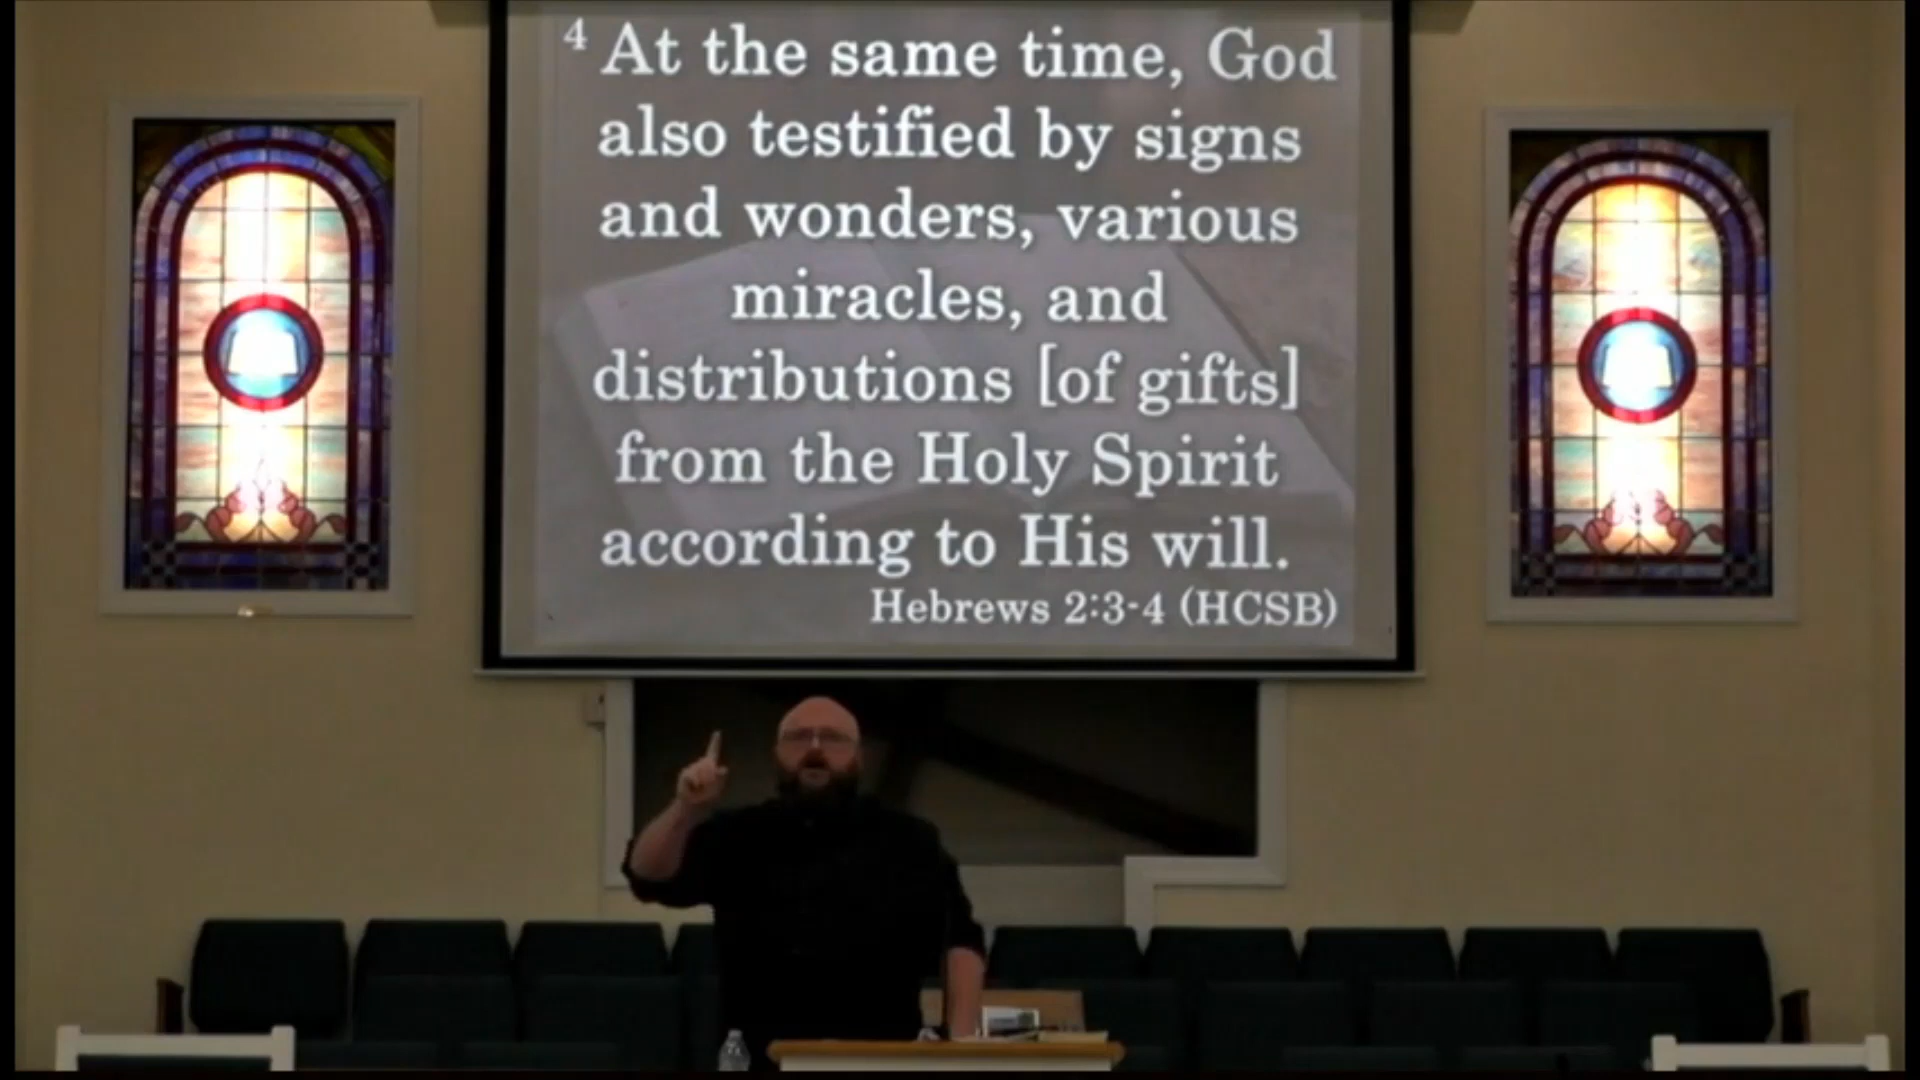 4 At the same time, God
also testified by signs
and wonders, various
miracles, and
distributions [of gifts]
from the Holy Spirit
according to His will.
Hebrews 2:3-4 (HCSB)